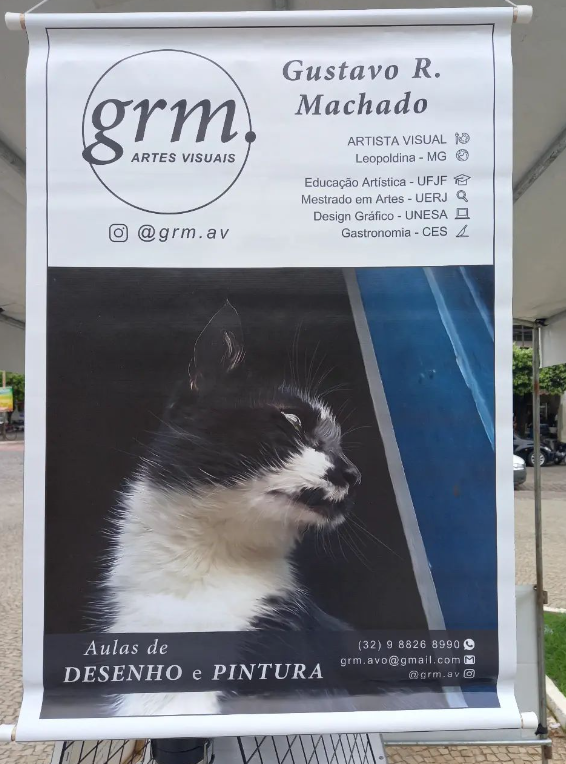 grm.
ARTES VISUAIS
@grm.av
Gustavo R.
Machado
ARTISTA VISUAL
Leopoldina - MG
Educação Artística - UFJF
Mestrado em Artes - UERJ
Design Gráfico - UNESA
Gastronomia - CES
Aulas de
DESENHO e PINTURA
(32) 9 8826 8990
grm.avo@gmail.com
@grm.av